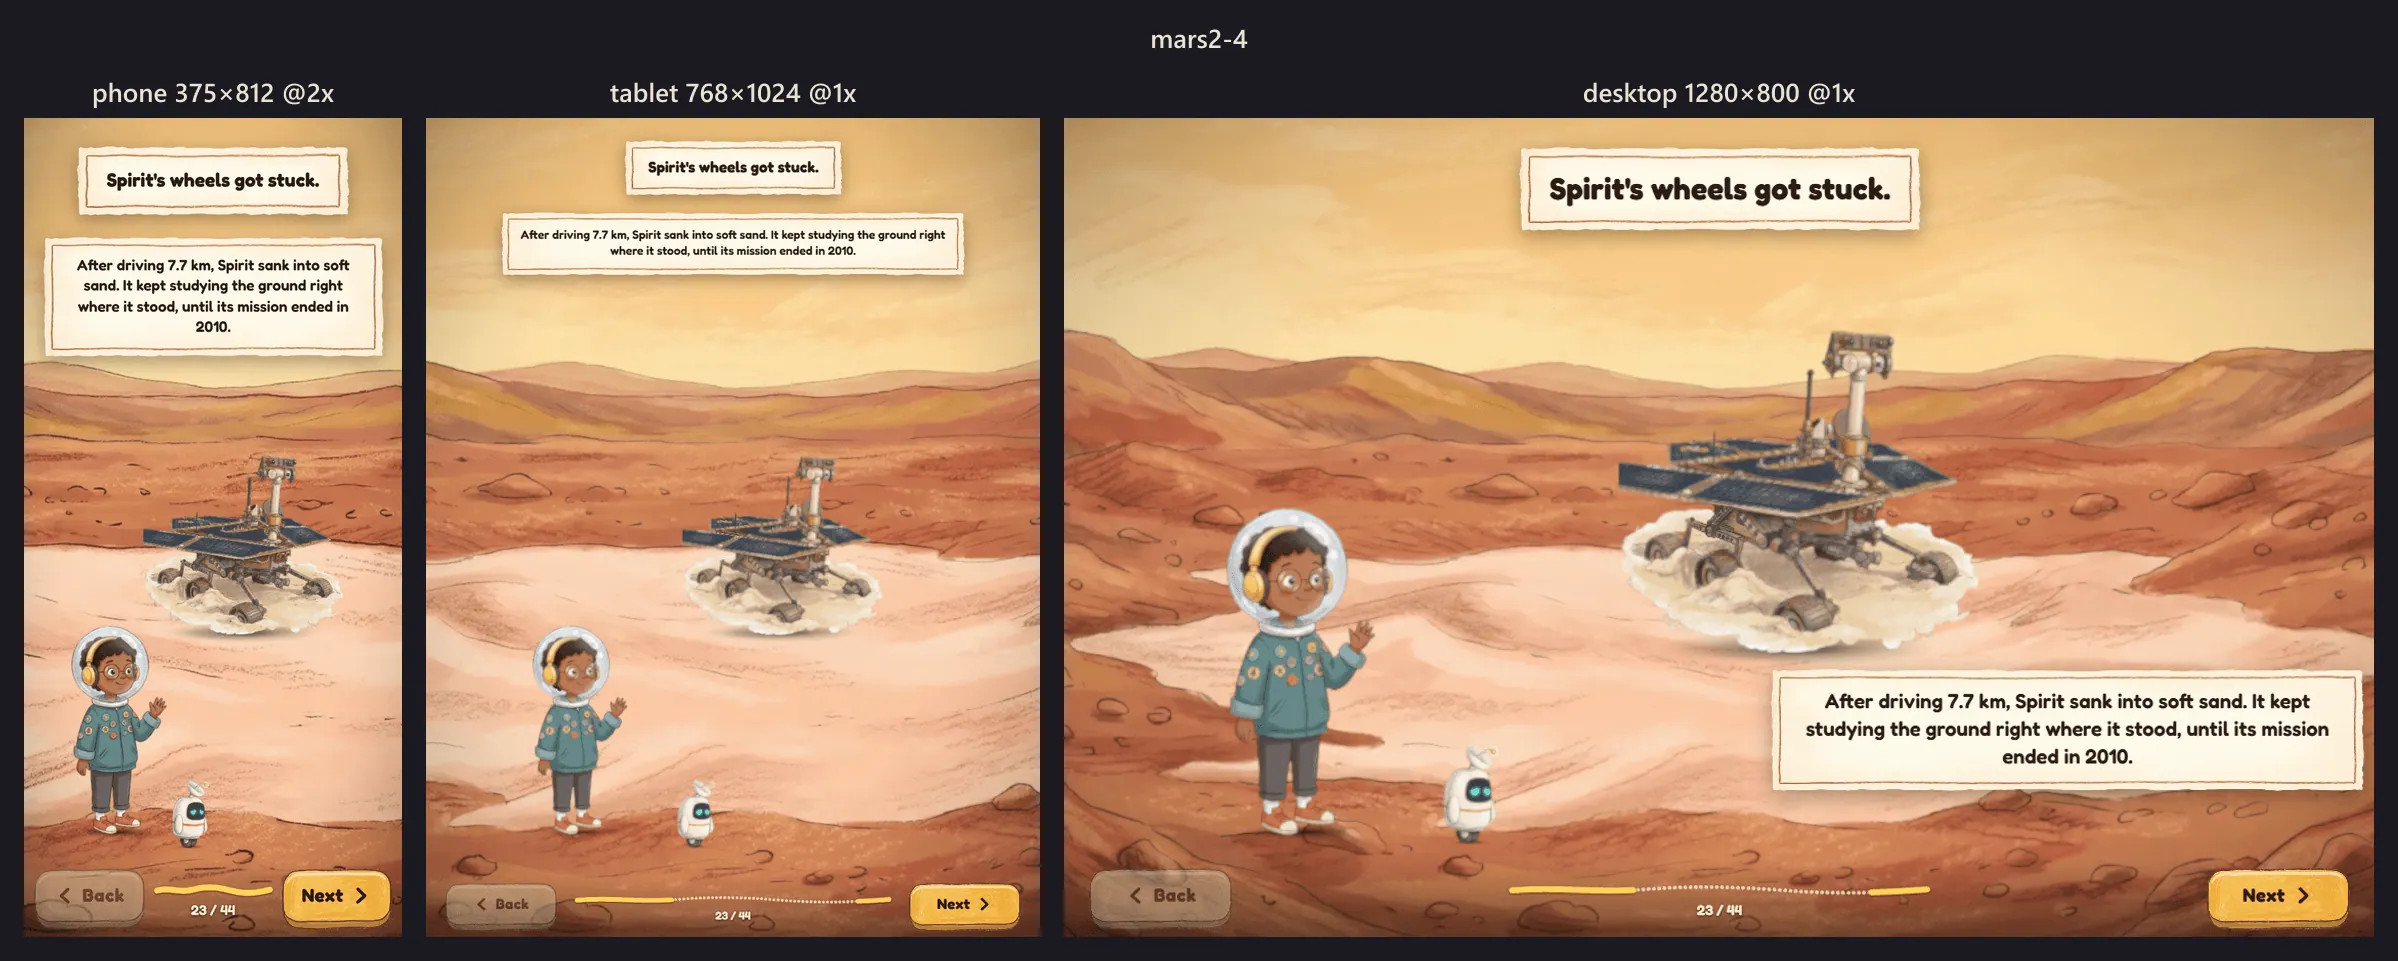 mars2-4
phone 375×812 @2x
Spirit's wheels got stuck.
After driving 7.7 km, Spirit sank into soft
sand. It kept studying the ground right
where it stood, until its mission ended in
2010.
Back
23 / 44
Next
tablet 768×1024 @1x
Spirit's wheels got stuck.
After driving 7.7 km, Spirit sank into soft sand. It kept studying the ground right
where it stood, until its mission ended in 2010.
Back
23 / 44
Next
desktop 1280×800 @1x
Spirit's wheels got stuck.
After driving 7.7 km, Spirit sank into soft sand. It kept
studying the ground right where it stood, until its mission
ended in 2010.
Back
23 / 44
Next